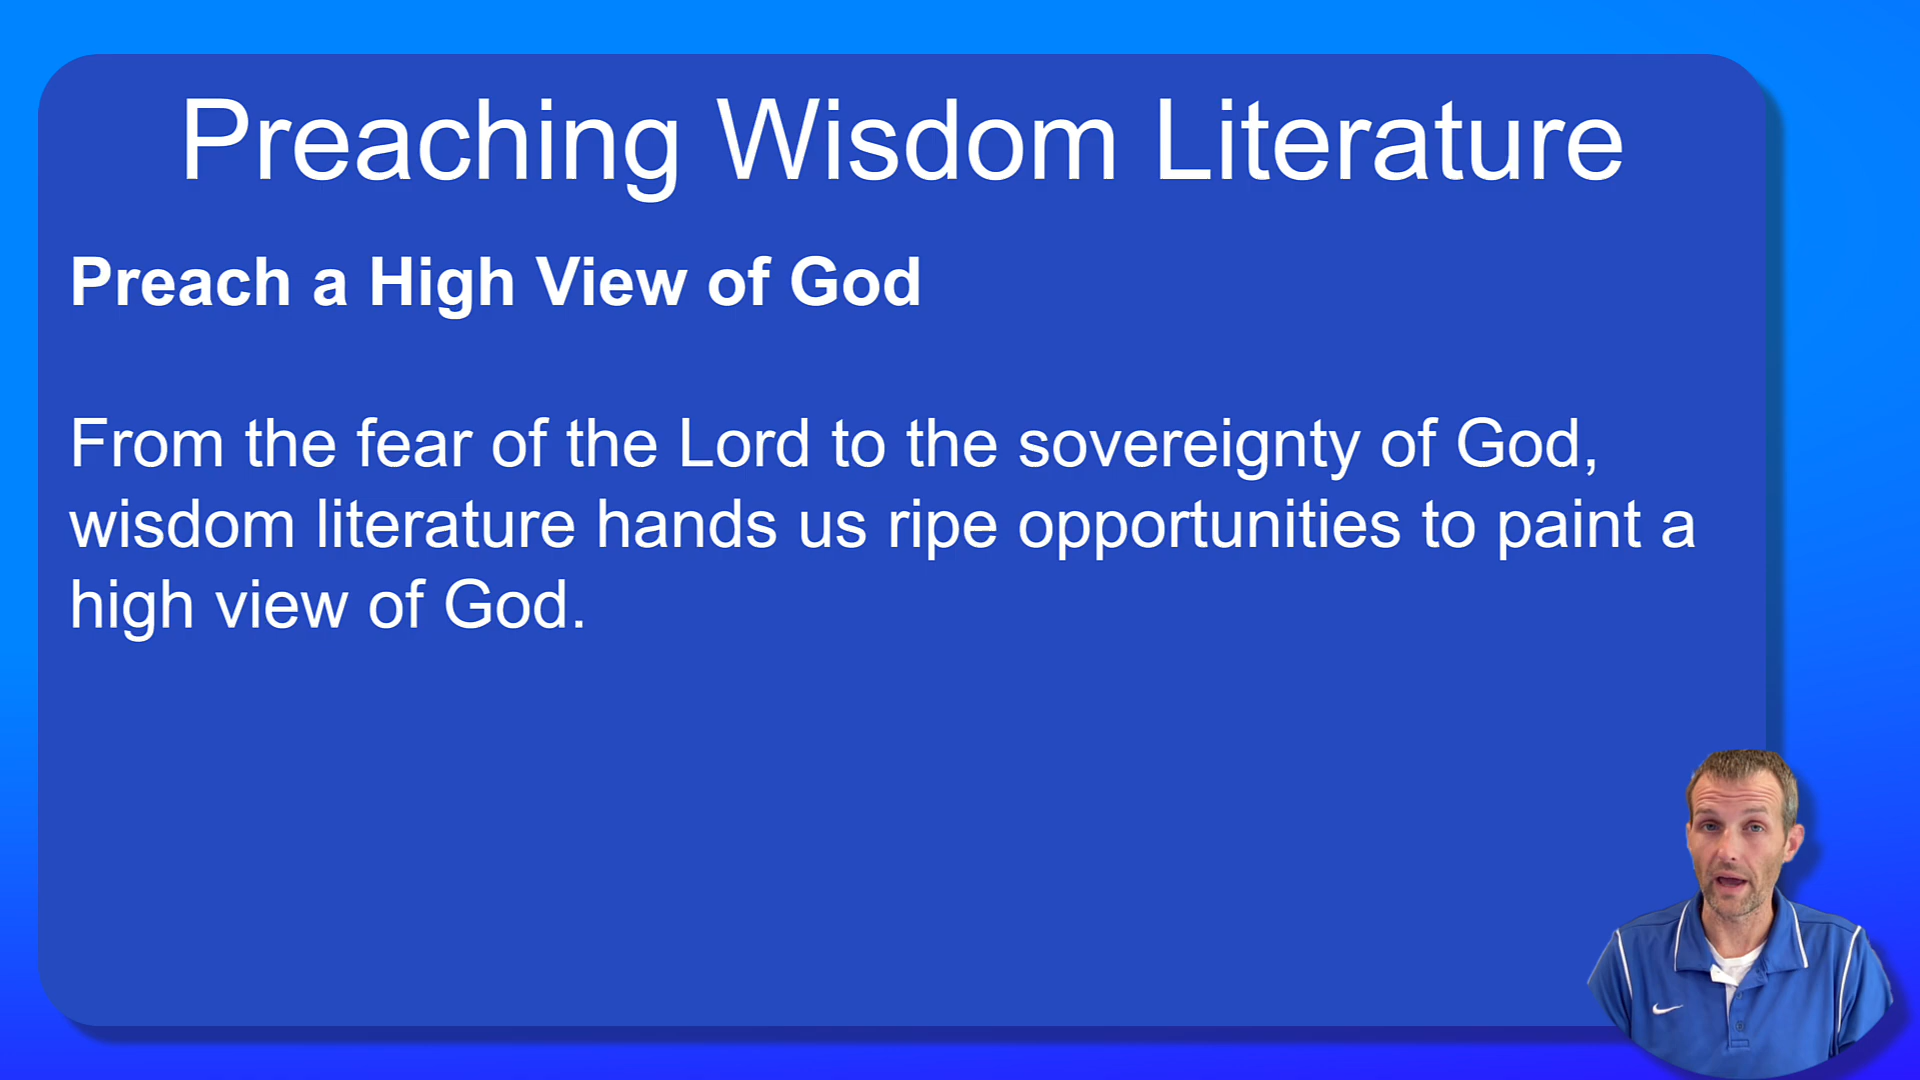 Preaching Wisdom Literature
Preach a High View of God
From the fear of the Lord to the sovereignty of God,
wisdom literature hands us ripe opportunities to paint a
high view of God.